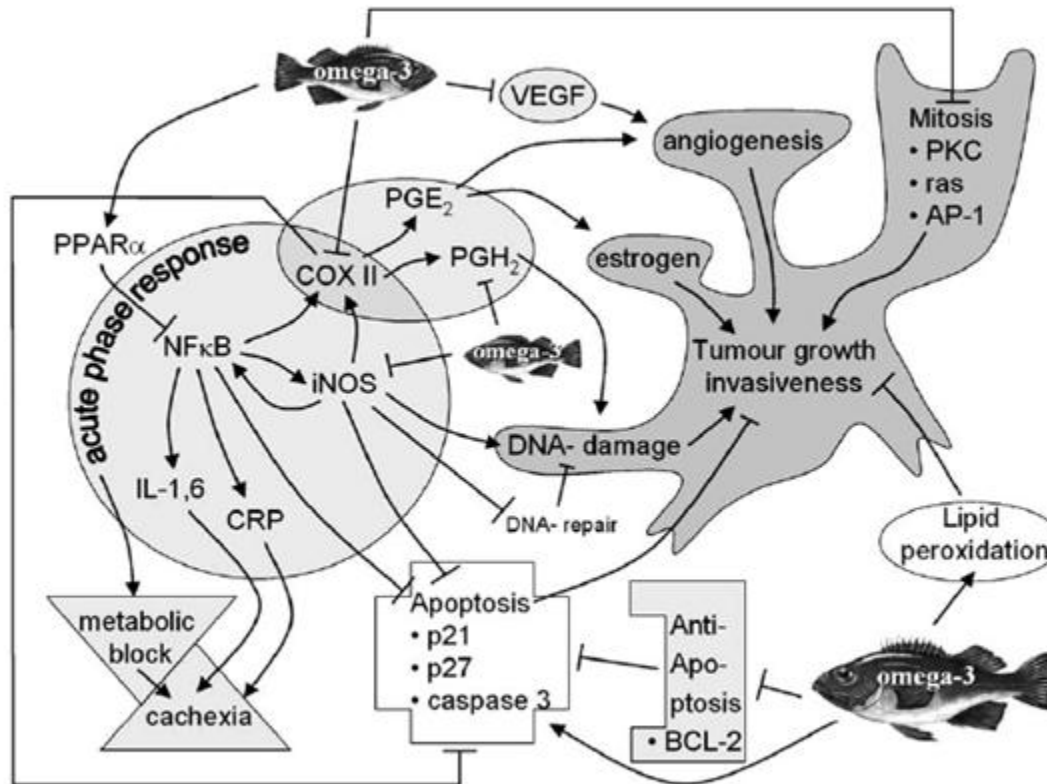 omega-3
VEGF
Mitosis
• PKC
• ras
• AP-1
angiogenesis
PGE₂
PPARα
acute phase response
COX II
PGH₂
estrogen
NFκB
iNOS
omega-3
Tumour growth
invasiveness
DNA- damage
IL-1,6
CRP
DNA- repair
Lipid
peroxidation
metabolic
block
cachexia
Apoptosis
• p21
• p27
• caspase 3
Anti-
Apo-
ptosis
• BCL-2
omega-3